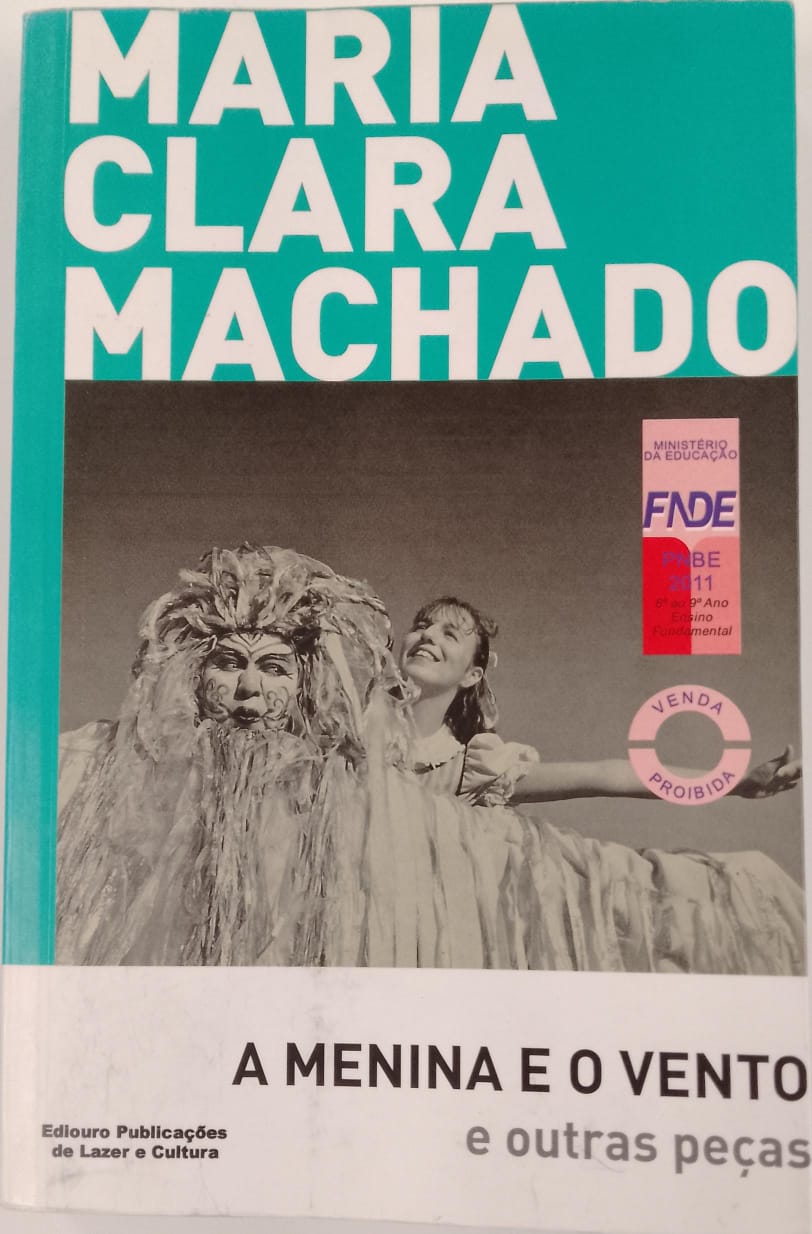 MARIA
CLARA
MACHADO
MINISTÉRIO
DA EDUCAÇÃO
FNDE
PNBE
2011
6º ao 9º Ano
Ensino
Fundamental
VENDA
PROIBIDA
A MENINA E O VENTO
e outras peças
Ediouro Publicações
de Lazer e Cultura